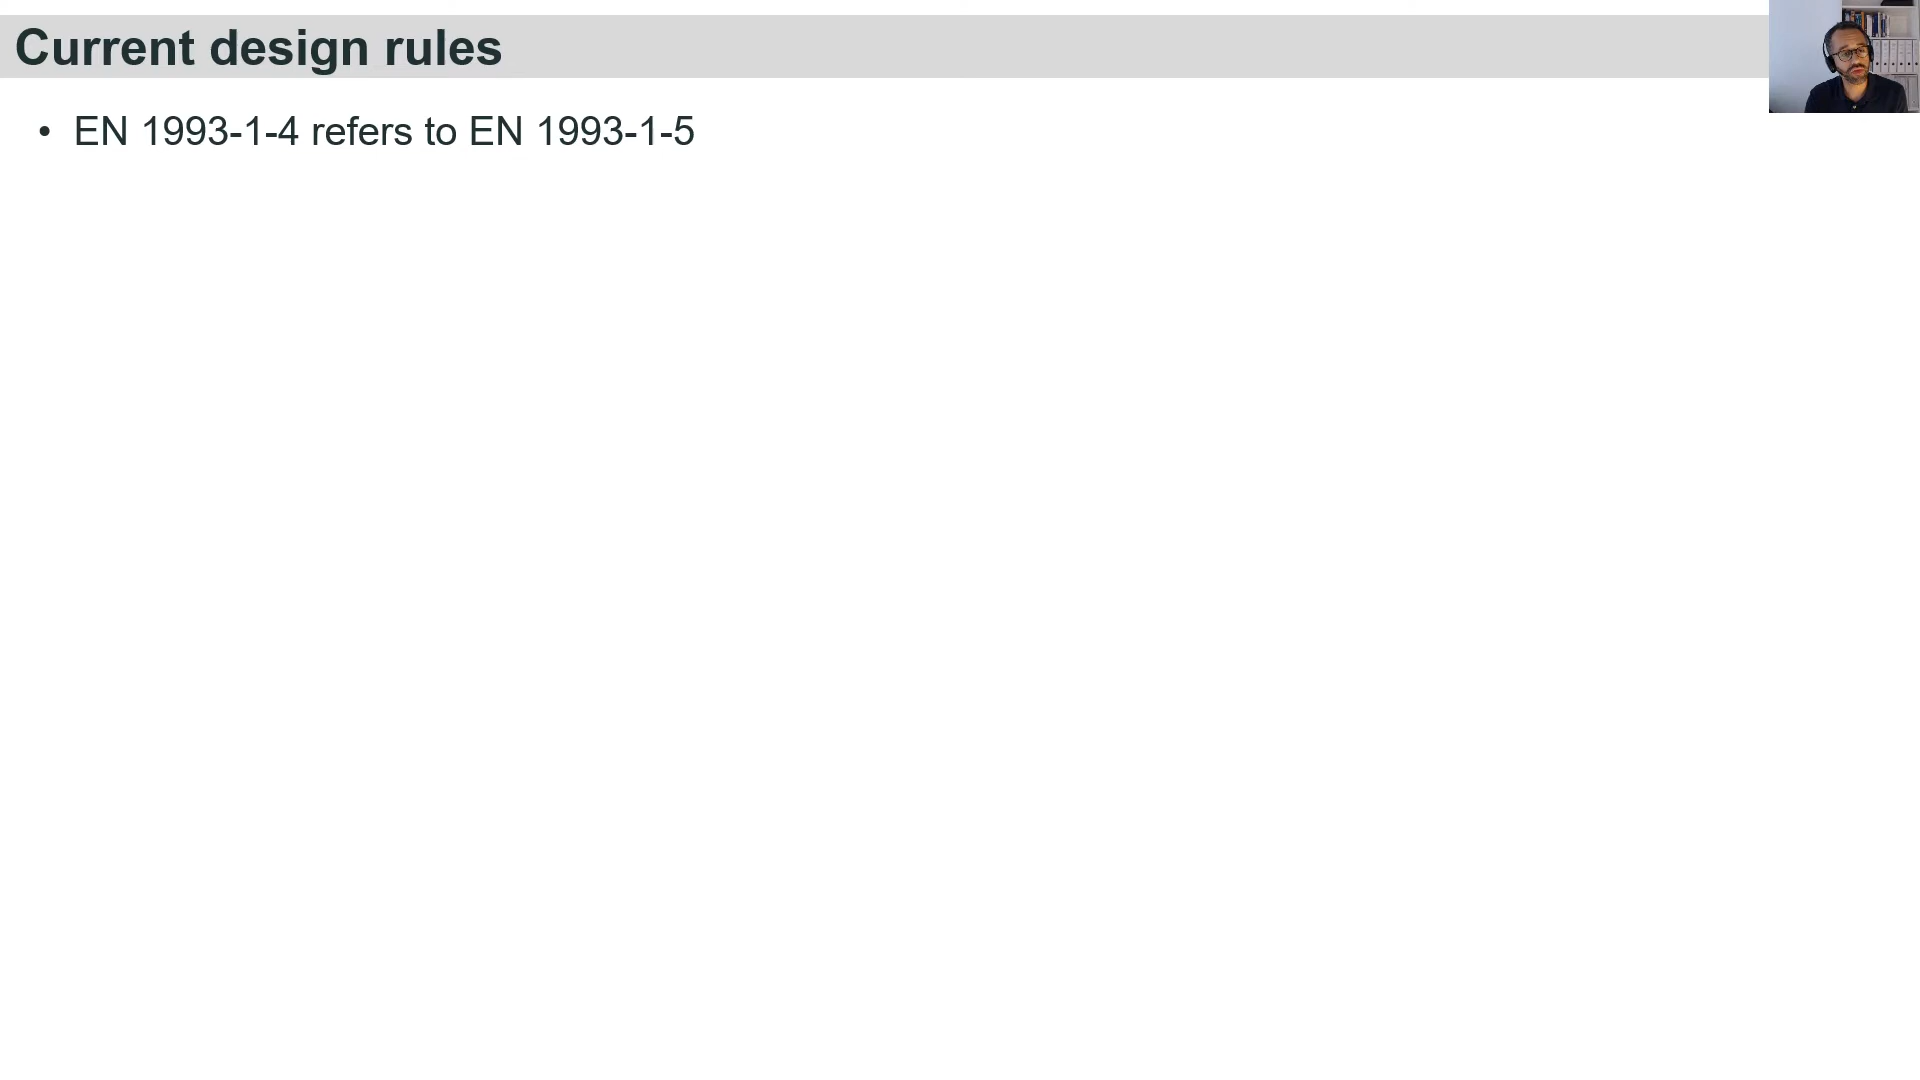 Current design rules
• EN 1993-1-4 refers to EN 1993-1-5